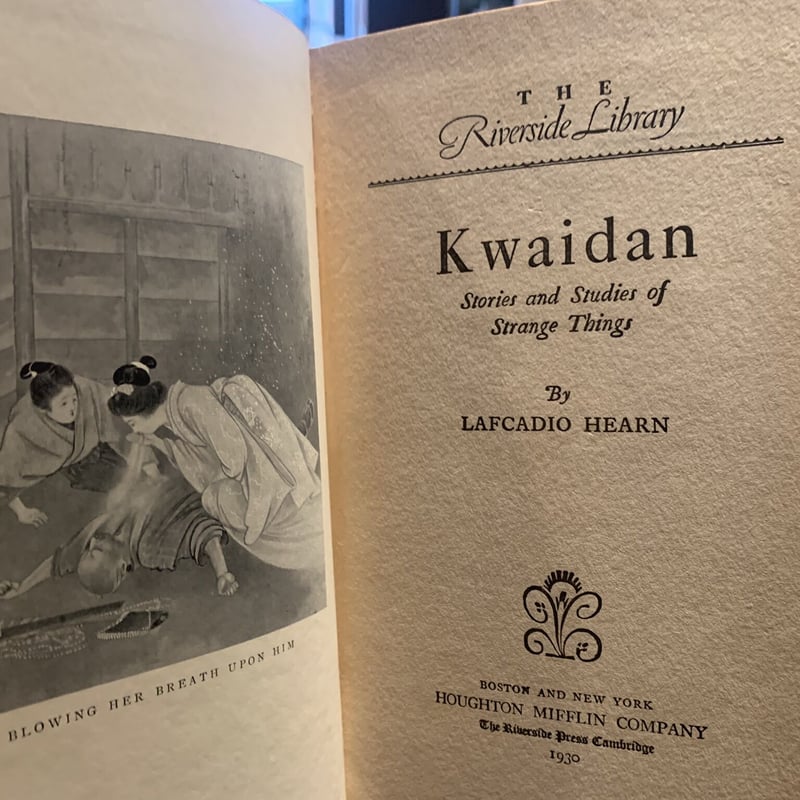 BLOWING HER BREATH UPON HIM
THE
Riverside Library
Kwaidan
Stories and Studies of
Strange Things
By
LAFCADIO HEARN
BOSTON AND NEW YORK
HOUGHTON MIFFLIN COMPANY
The Riverside Press Cambridge
1930